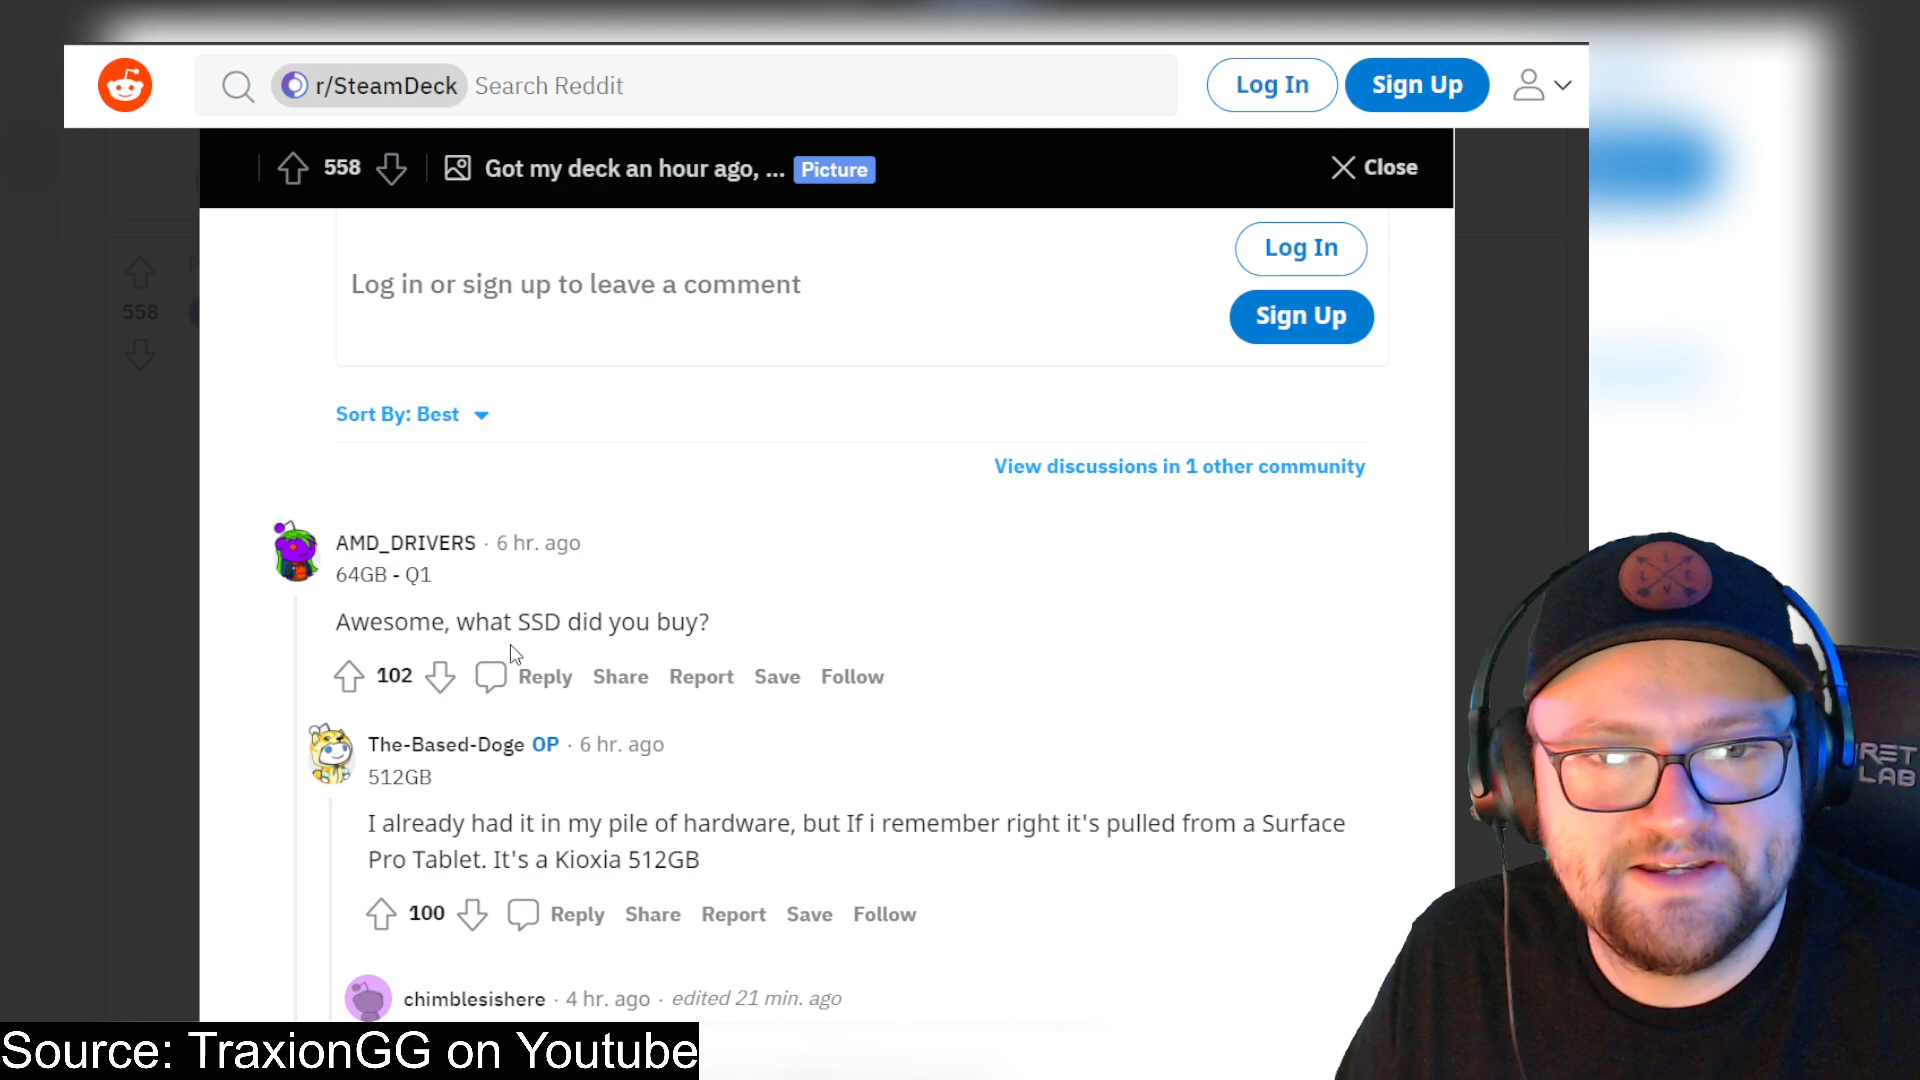 r/SteamDeck Search Reddit Log In Sign Up
558 Got my deck an hour ago, ... Picture Close
Log In
Log in or sign up to leave a comment
558
Sign Up
Sort By: Best
View discussions in 1 other community
AMD_DRIVERS · 6 hr. ago
64GB - Q1
Awesome, what SSD did you buy?
102 Reply Share Report Save Follow
The-Based-Doge OP · 6 hr. ago
512GB
I already had it in my pile of hardware, but If i remember right it's pulled from a Surface
Pro Tablet. It's a Kioxia 512GB
100 Reply Share Report Save Follow
chimblesishere · 4 hr. ago · edited 21 min. ago
Source: TraxionGG on Youtube
LIVE
RET
LAB